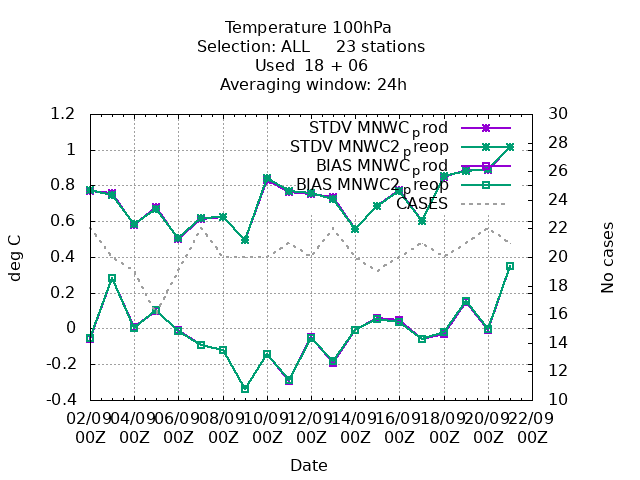 Temperature 100hPa
Selection: ALL 23 stations
Used 18 + 06
Averaging window: 24h
1.2
1
0.8
0.6
0.4
0.2
0
-0.2
-0.4
deg C
30
28
26
24
22
20
18
16
14
12
10
No cases
STDV MNWCprod
STDV MNWC2preop
BIAS MNWCprod
BIAS MNWC2preop
CASES
02/09 04/09 06/09 08/09 10/09 12/09 14/09 16/09 18/09 20/09 22/09
00Z 00Z 00Z 00Z 00Z 00Z 00Z 00Z 00Z 00Z 00Z
Date